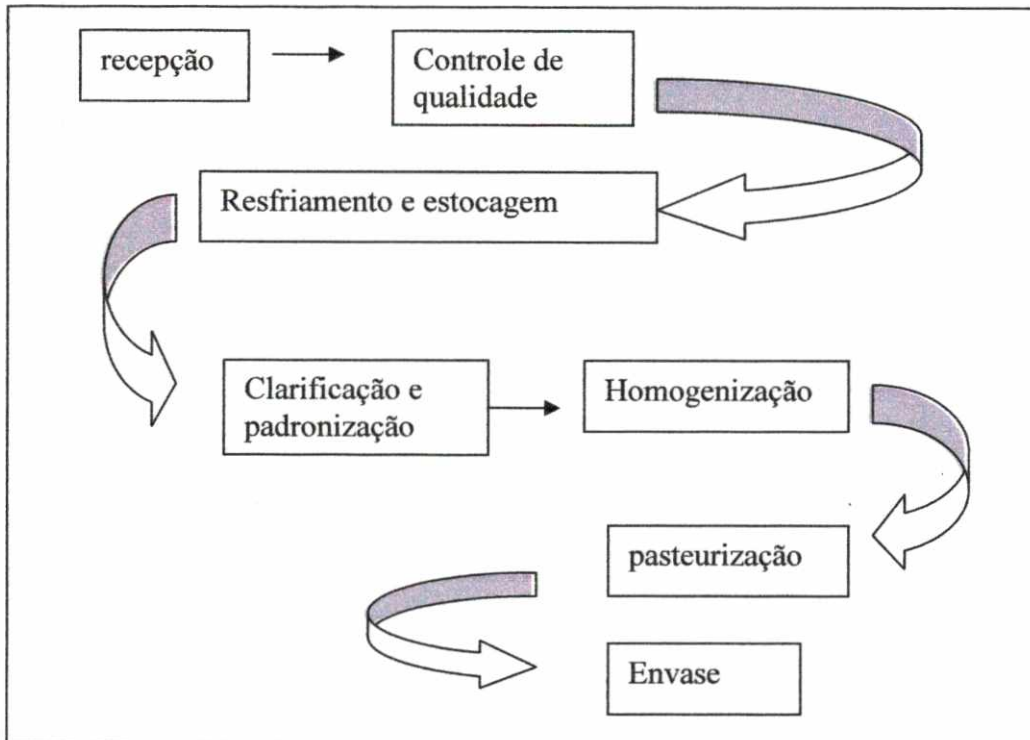 recepção
Controle de
qualidade
Resfriamento e estocagem
Clarificação e
padronização
Homogenização
pasteurização
Envase